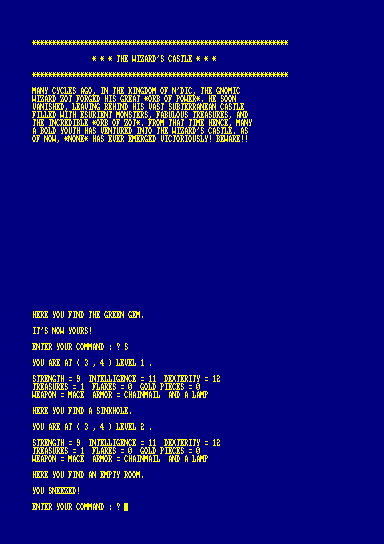 ****************************************************************
* * * THE WIZARD'S CASTLE * * *
****************************************************************
MANY CYCLES AGO, IN THE KINGDOM OF N'DIC, THE GNOMIC
WIZARD ZOT FORGED HIS GREAT *ORB OF POWER*. HE SOON
VANISHED, LEAVING BEHIND HIS VAST SUBTERRANEAN CASTLE
FILLED WITH ESURIENT MONSTERS, FABULOUS TREASURES, AND
THE INCREDIBLE *ORB OF ZOT*. FROM THAT TIME HENCE, MANY
A BOLD YOUTH HAS VENTURED INTO THE WIZARD'S CASTLE. AS
OF NOW, *NONE* HAS EVER EMERGED VICTORIOUSLY! BEWARE!!
HERE YOU FIND THE GREEN GEM.
IT'S NOW YOURS!
ENTER YOUR COMMAND : ? S
YOU ARE AT ( 3 , 4 ) LEVEL 1 .
STRENGTH = 9 INTELLIGENCE = 11 DEXTERITY = 12
TREASURES = 1 FLARES = 0 GOLD PIECES = 0
WEAPON = MACE ARMOR = CHAINMAIL AND A LAMP
HERE YOU FIND A SINKHOLE.
YOU ARE AT ( 3 , 4 ) LEVEL 2 .
STRENGTH = 9 INTELLIGENCE = 11 DEXTERITY = 12
TREASURES = 1 FLARES = 0 GOLD PIECES = 0
WEAPON = MACE ARMOR = CHAINMAIL AND A LAMP
HERE YOU FIND AN EMPTY ROOM.
YOU SNEEZED!
ENTER YOUR COMMAND : ?